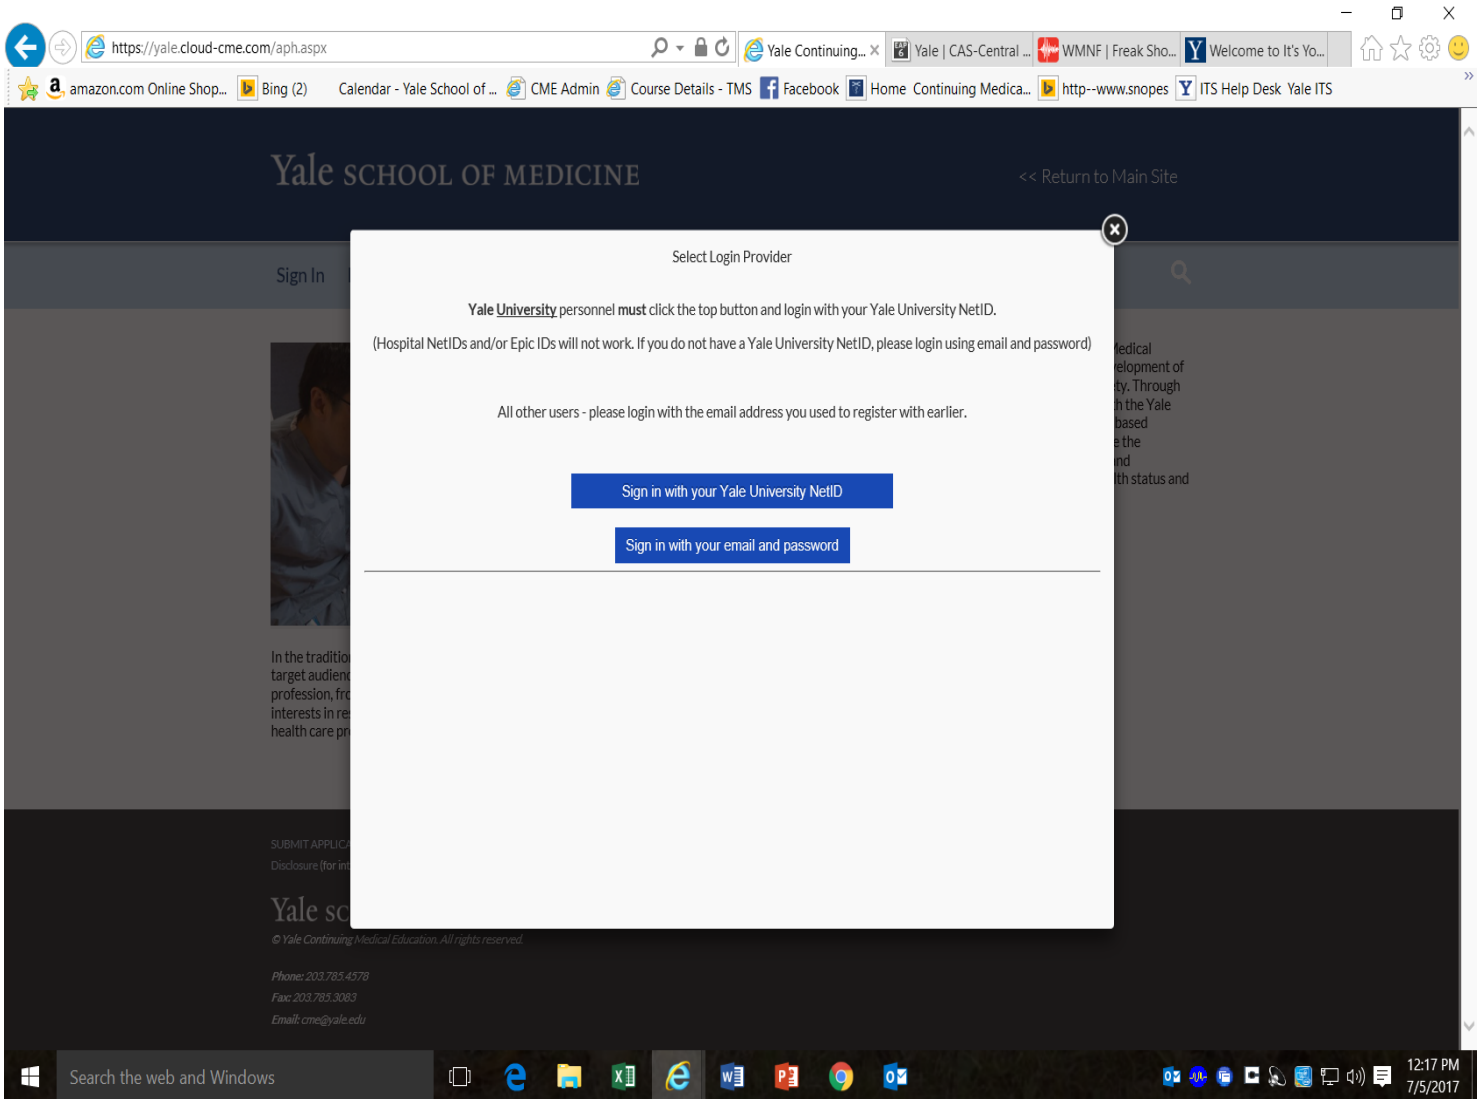 https://yale.cloud-cme.com/aph.aspx
Yale Continuing...
Yale | CAS-Central ...
WMNF | Freak Sho...
Welcome to It's Yo...
amazon.com Online Shop...
Bing (2)
Calendar - Yale School of ...
CME Admin
Course Details - TMS
Facebook
Home Continuing Medica...
http--www.snopes
ITS Help Desk Yale ITS
Yale SCHOOL OF MEDICINE
<< Return to Main Site
Sign In
Select Login Provider
Yale University personnel must click the top button and login with your Yale University NetID.
(Hospital NetIDs and/or Epic IDs will not work. If you do not have a Yale University NetID, please login using email and password)
All other users - please login with the email address you used to register with earlier.
Sign in with your Yale University NetID
Sign in with your email and password
Medical
velopment of
ty. Through
h the Yale
based
e the
and
lth status and
In the traditio
target audienc
profession, fro
interests in re
health care pr
SUBMIT APPLICA
Disclosure (for int
Yale SC
© Yale Continuing Medical Education. All rights reserved.
Phone: 203.785.4578
Fax: 203.785.3083
Email: cme@yale.edu
Search the web and Windows
12:17 PM
7/5/2017